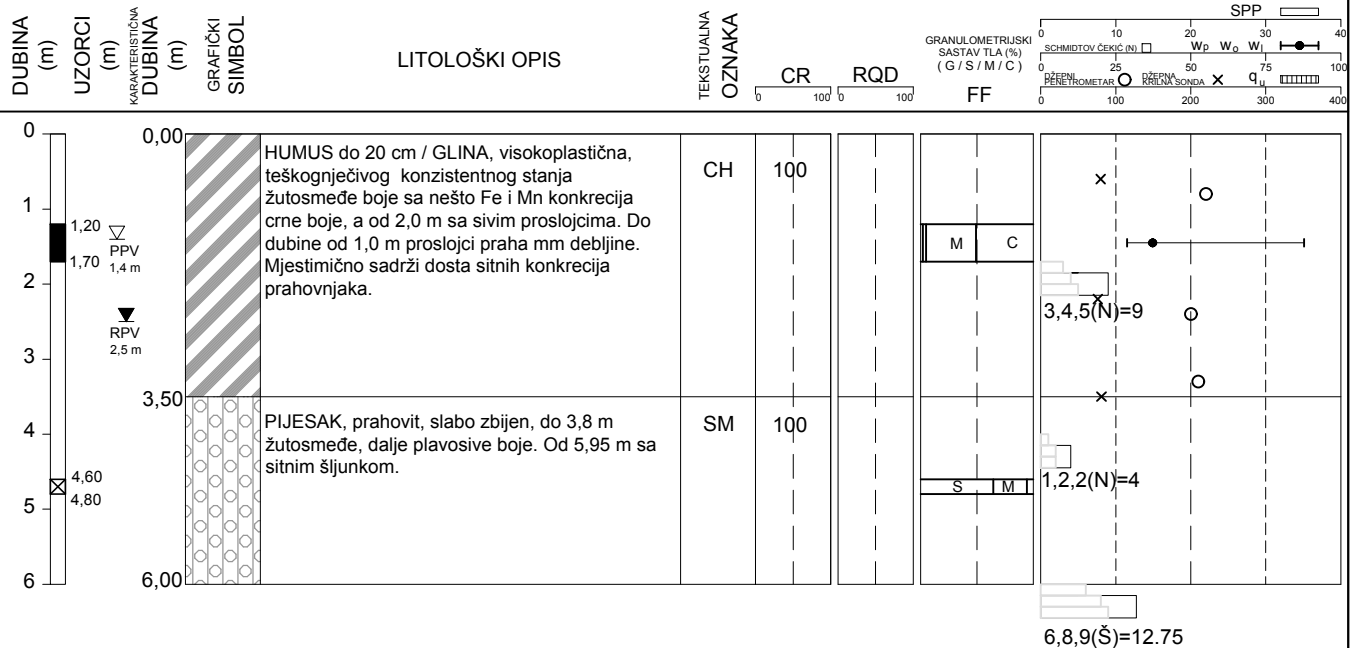 DUBINA
(m)
UZORCI
(m)
KARAKTERISTIČNA
DUBINA
(m)
GRAFIČKI
SIMBOL
LITOLOŠKI OPIS
TEKSTUALNA
OZNAKA
CR
0 100
RQD
0 100
GRANULOMETRIJSKI
SASTAV TLA (%)
( G / S / M / C )
FF
SPP
0 10 20 30 40
SCHMIDTOV ČEKIĆ (N) wP wo wl
0 25 50 75 100
DŽEPNI PENETROMETAR DŽEPNA KRILNA SONDA qu
0 100 200 300 400
0
1
2
3
4
5
6
1,20
1,70
4,60
4,80
PPV
1,4 m
RPV
2,5 m
0,00
3,50
6,00
HUMUS do 20 cm / GLINA, visokoplastična,
teškognječivog konzistentnog stanja
žutosmeđe boje sa nešto Fe i Mn konkrecija
crne boje, a od 2,0 m sa sivim proslojcima. Do
dubine od 1,0 m proslojci praha mm debljine.
Mjestimično sadrži dosta sitnih konkrecija
prahovnjaka.
CH
100
M C
3,4,5(N)=9
PIJESAK, prahovit, slabo zbijen, do 3,8 m
žutosmeđe, dalje plavosive boje. Od 5,95 m sa
sitnim šljunkom.
SM
100
S M
1,2,2(N)=4
6,8,9(Š)=12.75